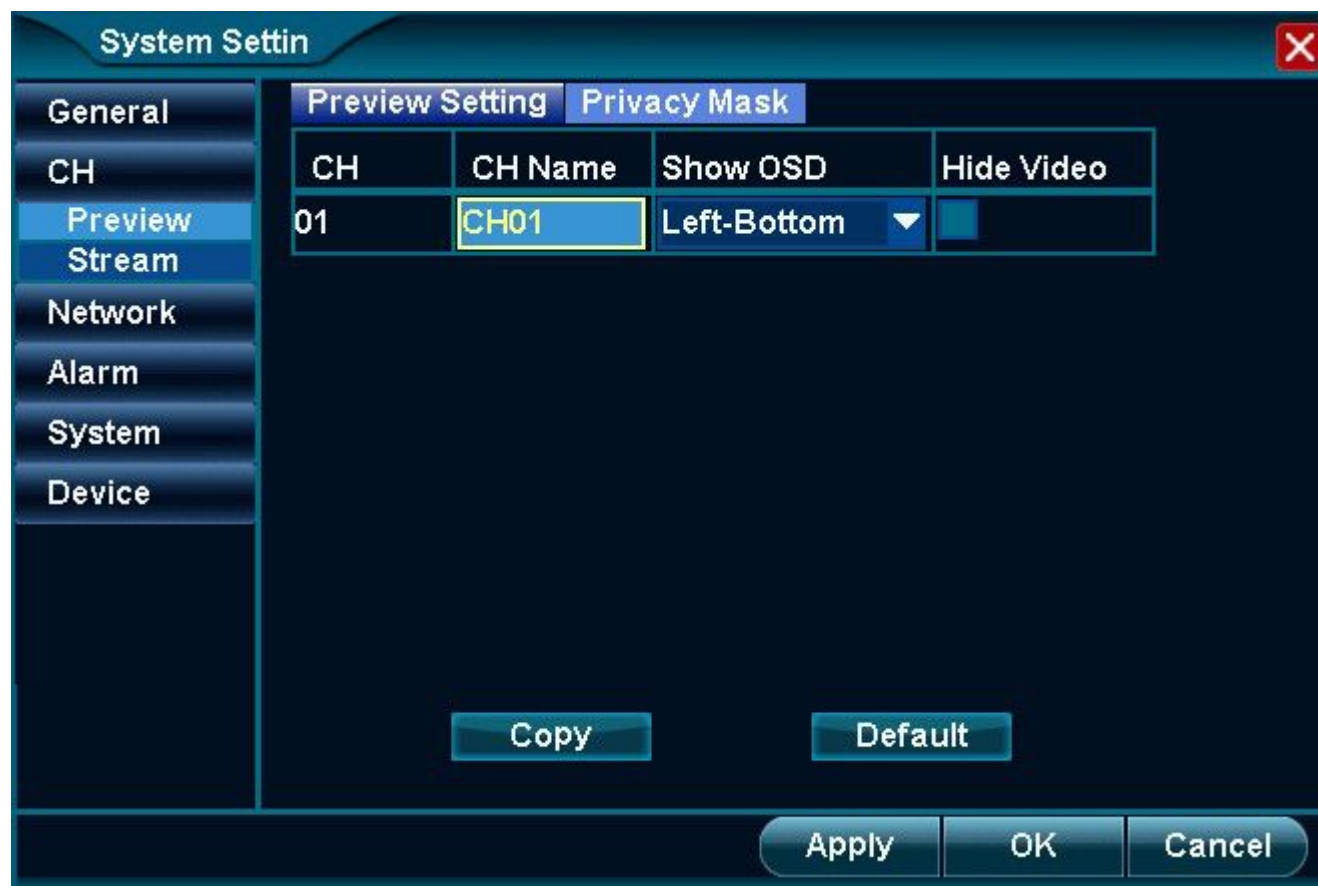 System Settin
General
CH
Preview
Stream
Network
Alarm
System
Device
Preview Setting Privacy Mask
CH CH Name Show OSD Hide Video
01 CH01 Left-Bottom
Copy Default
Apply OK Cancel